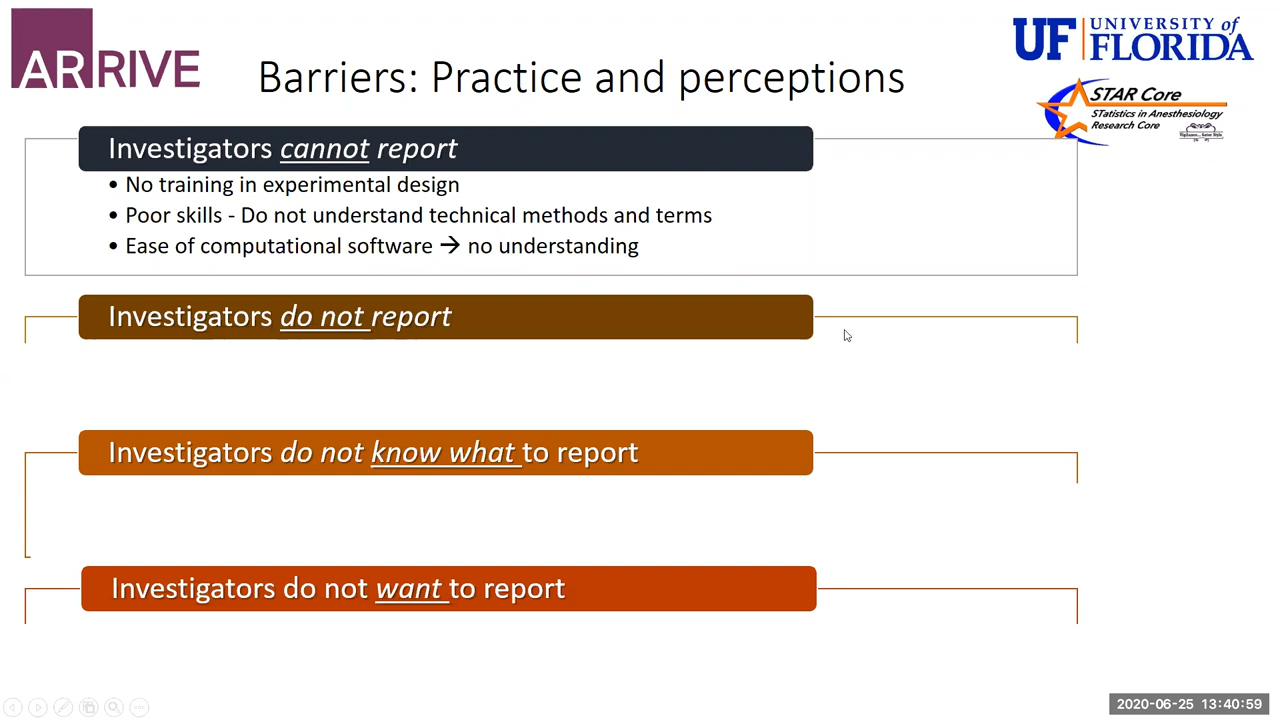 ARRIVE
UNIVERSITY of
UF FLORIDA
Barriers: Practice and perceptions
STAR Core
STatistics in Anesthesiology
Research Core
Investigators cannot report
• No training in experimental design
• Poor skills - Do not understand technical methods and terms
• Ease of computational software → no understanding
Investigators do not report
Investigators do not know what to report
Investigators do not want to report
2020-06-25 13:40:59